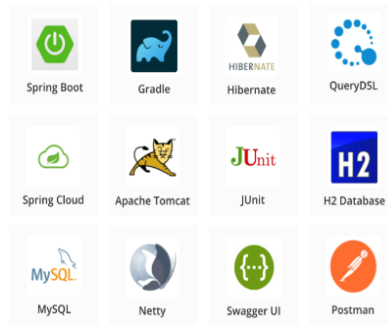 HIBERNATE
Spring Boot
Gradle
Hibernate
QueryDSL
JUnit
H2
Spring Cloud
Apache Tomcat
JUnit
H2 Database
MySQL
{...}
MySQL
Netty
Swagger UI
Postman